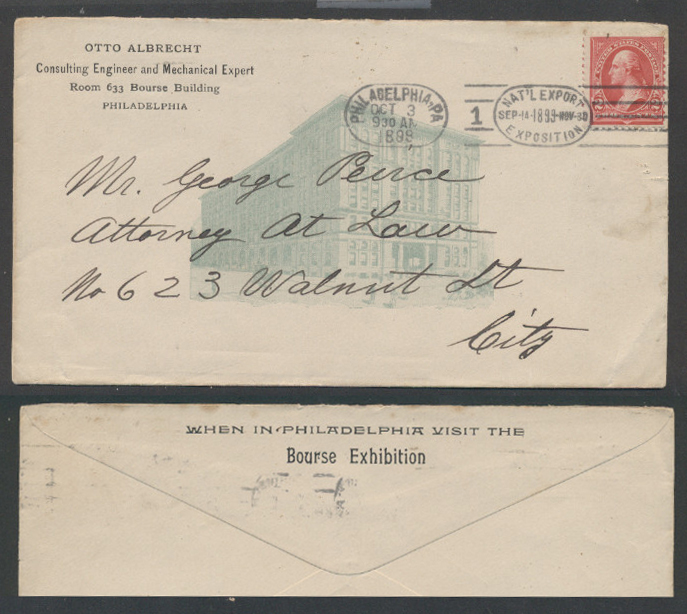 OTTO ALBRECHT
Consulting Engineer and Mechanical Expert
Room 633 Bourse Building
PHILADELPHIA
PHILADELPHIA, PA
OCT 3
930 AM
1899
1
NAT'L EXPORT
SEP-14-1899-NOV-30
EXPOSITION
Mr. George Peirce
Attorney At Law
No 623 Walnut St
City
WHEN IN PHILADELPHIA VISIT THE
Bourse Exhibition